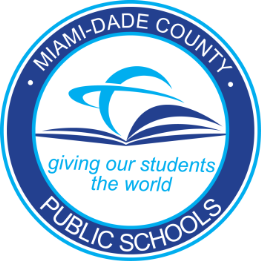 • MIAMI-DADE COUNTY •
giving our students
the world
PUBLIC SCHOOLS